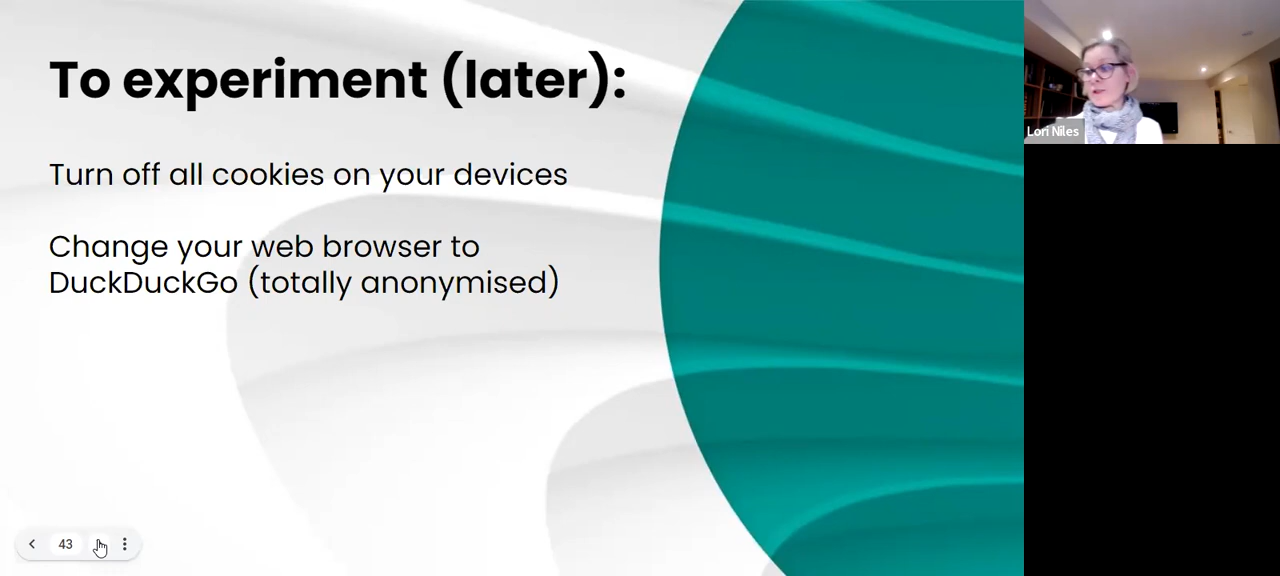 To experiment (later):
Turn off all cookies on your devices
Change your web browser to
DuckDuckGo (totally anonymised)
43
Lori Niles